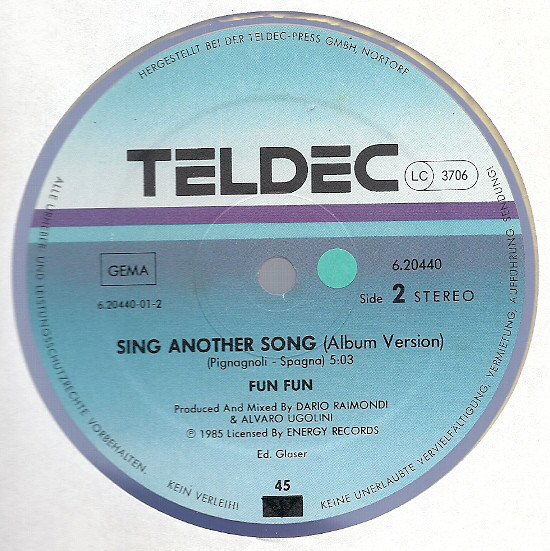 HERGESTELLT BEI DER TELDEC-PRESS GMBH, NORTORF
TELDEC
LC 3706
GEMA
6.20440-01-2
6.20440
Side 2 STEREO
SING ANOTHER SONG (Album Version)
(Pignagnoli - Spagna) 5:03
FUN FUN
Produced And Mixed By DARIO RAIMONDI
& ALVARO UGOLINI
℗ 1985 Licensed By ENERGY RECORDS
Ed. Glaser
45
ALLE URHEBER UND LEISTUNGSSCHUTZRECHTE VORBEHALTEN. KEIN VERLEIH! KEINE UNERLAUBTE VERVIELFÄLTIGUNG, VERMIETUNG, AUFFÜHRUNG SENDUNG!